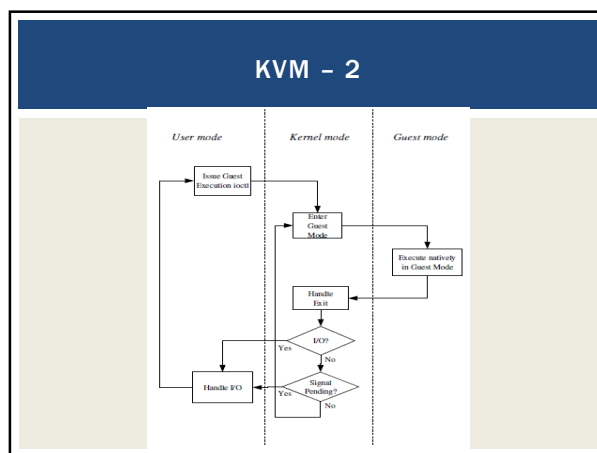 KVM – 2
User mode
Kernel mode
Guest mode
Issue Guest
Execution ioctl
Enter
Guest
Mode
Execute natively
in Guest Mode
Handle
Exit
I/O?
Yes
No
Handle I/O
Signal
Pending?
Yes
No